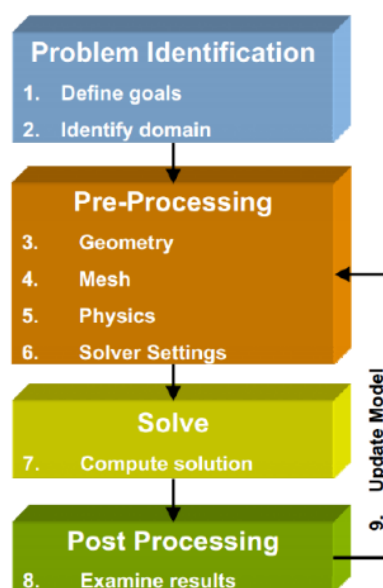 Problem Identification
1. Define goals
2. Identify domain
Pre-Processing
3. Geometry
4. Mesh
5. Physics
6. Solver Settings
Solve
7. Compute solution
Post Processing
8. Examine results
9. Update Model